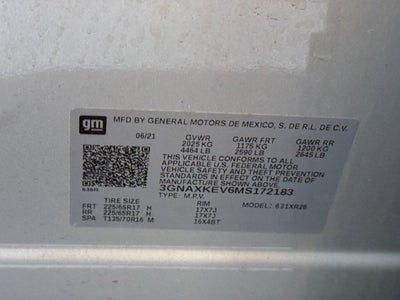 gm
MFD BY GENERAL MOTORS DE MEXICO, S. DE R.L. DE C.V.
06/21 GVWR GAWR FRT GAWR RR
2025 KG 1175 KG 1200 KG
4464 LB 2590 LB 2645 LB
THIS VEHICLE CONFORMS TO ALL
APPLICABLE U.S. FEDERAL MOTOR
VEHICLE SAFETY, BUMPER, AND THEFT
PREVENTION STANDARDS IN EFFECT ON
THE DATE OF MANUFACTURE SHOWN ABOVE.
3GNAXKEV6MS172183
TYPE: M.P.V. MODEL: 631XR26
TIRE SIZE RIM
FRT 225/65R17 H 17X7J
RR 225/65R17 H 17X7J
SPA T135/70R16 M 16X4BT